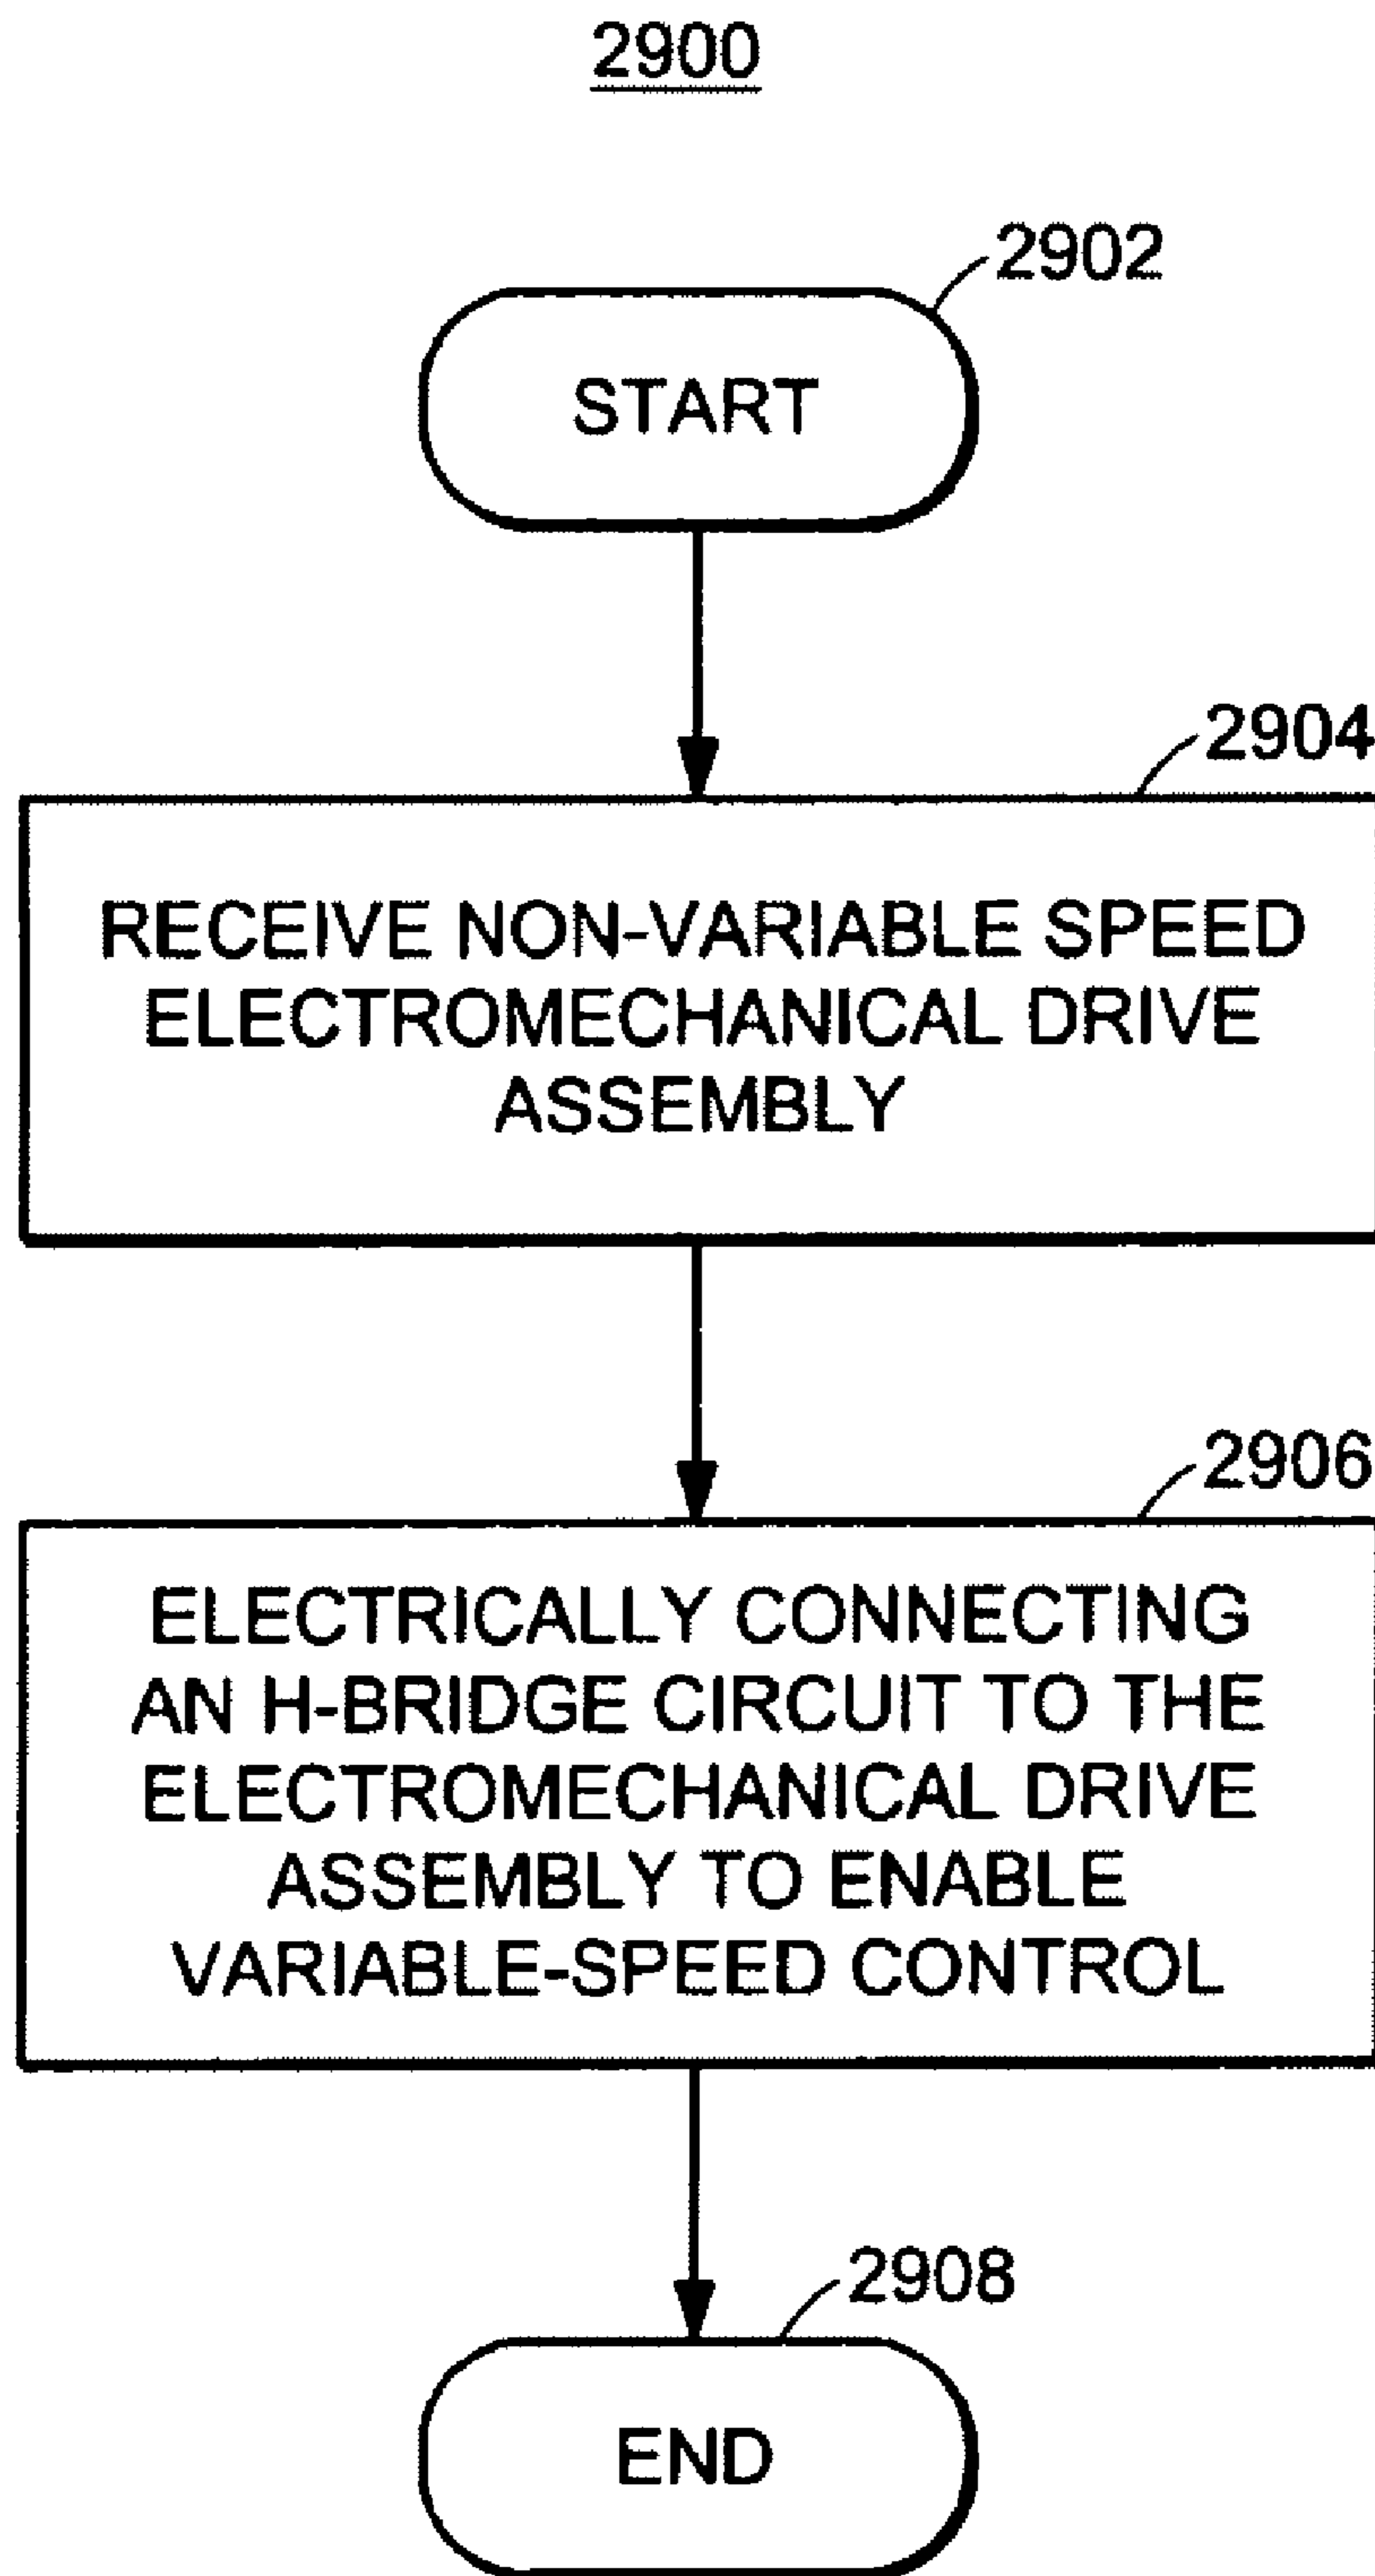 2900
2902
START
2904
RECEIVE NON-VARIABLE SPEED
ELECTROMECHANICAL DRIVE
ASSEMBLY
2906
ELECTRICALLY CONNECTING
AN H-BRIDGE CIRCUIT TO THE
ELECTROMECHANICAL DRIVE
ASSEMBLY TO ENABLE
VARIABLE-SPEED CONTROL
2908
END